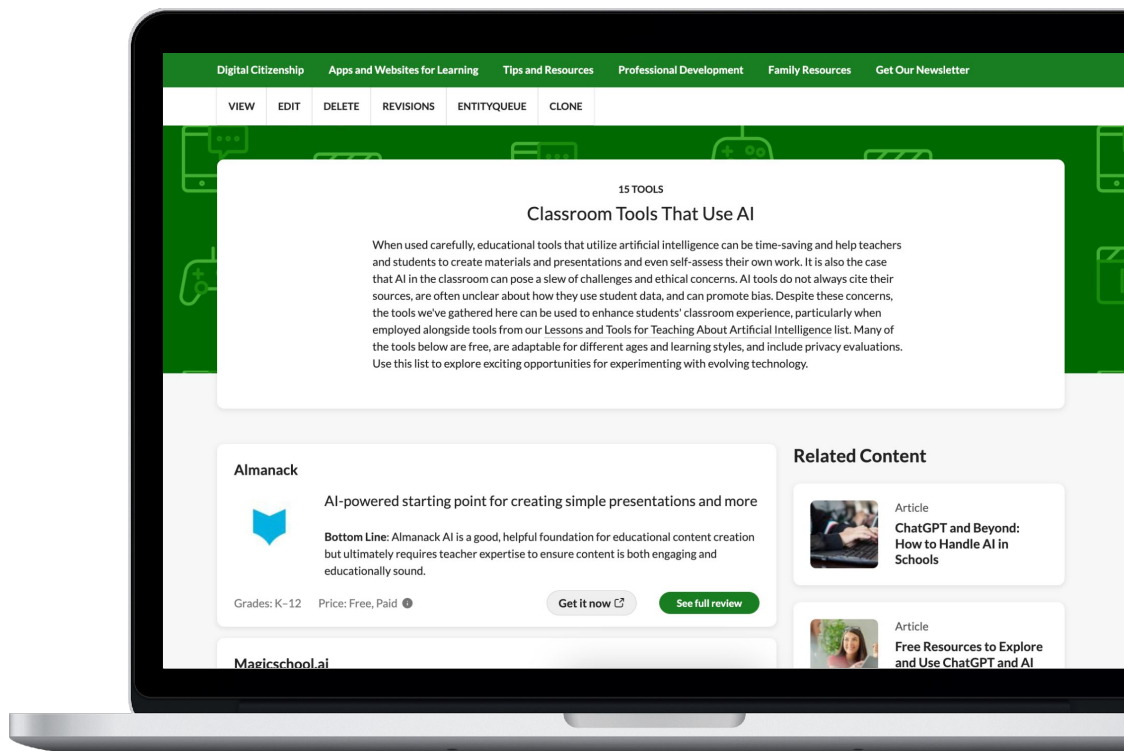 Digital Citizenship
Apps and Websites for Learning
Tips and Resources
Professional Development
Family Resources
Get Our Newsletter
VIEW
EDIT
DELETE
REVISIONS
ENTITYQUEUE
CLONE
15 TOOLS
Classroom Tools That Use AI
When used carefully, educational tools that utilize artificial intelligence can be time-saving and help teachers
and students to create materials and presentations and even self-assess their own work. It is also the case
that AI in the classroom can pose a slew of challenges and ethical concerns. AI tools do not always cite their
sources, are often unclear about how they use student data, and can promote bias. Despite these concerns,
the tools we've gathered here can be used to enhance students' classroom experience, particularly when
employed alongside tools from our Lessons and Tools for Teaching About Artificial Intelligence list. Many of
the tools below are free, are adaptable for different ages and learning styles, and include privacy evaluations.
Use this list to explore exciting opportunities for experimenting with evolving technology.
Almanack
AI-powered starting point for creating simple presentations and more
Bottom Line: Almanack AI is a good, helpful foundation for educational content creation
but ultimately requires teacher expertise to ensure content is both engaging and
educationally sound.
Grades: K–12
Price: Free, Paid
Get it now
See full review
Magicschool.ai
Related Content
Article
ChatGPT and Beyond:
How to Handle AI in
Schools
Article
Free Resources to Explore
and Use ChatGPT and AI